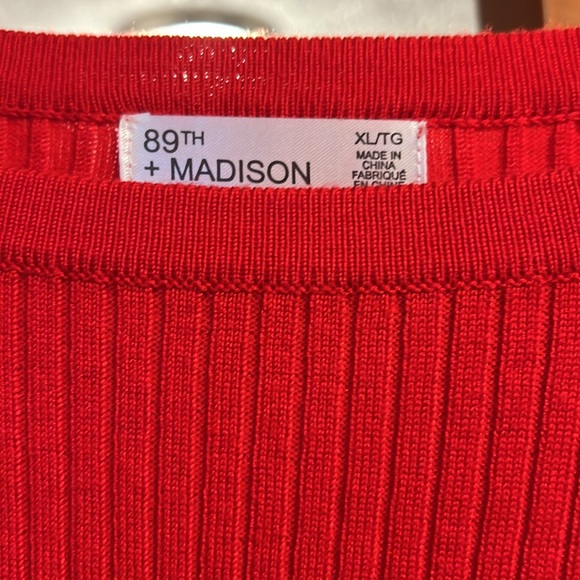 89TH
+ MADISON
XL/TG
MADE IN
CHINA
FABRIQUÉ
EN CHINE